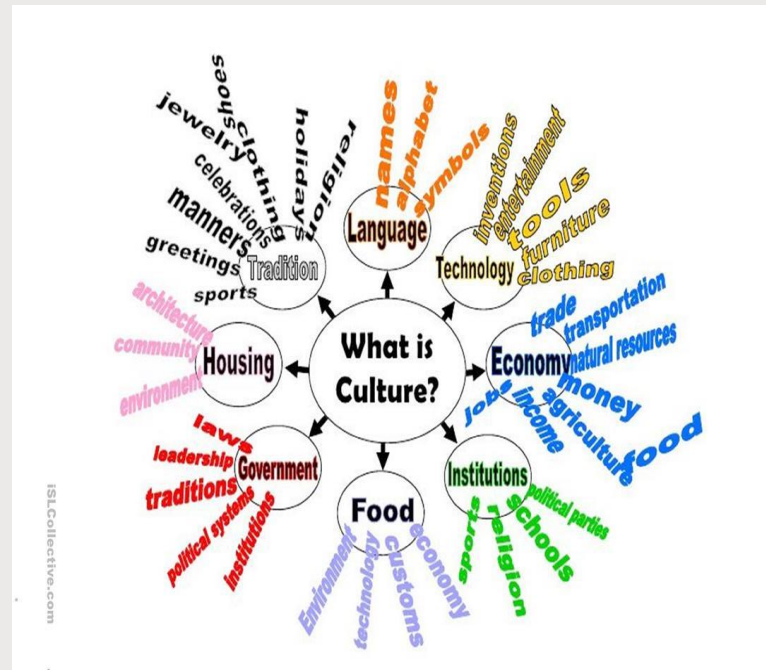 What is
Culture?
Language
names
alphabet
symbols
Technology
inventions
entertainment
tools
furniture
clothing
Economy
trade
transportation
natural resources
money
agriculture
food
income
jobs
Institutions
political parties
schools
religion
sports
Food
economy
customs
technology
Environment
Government
institutions
political systems
traditions
leadership
laws
Housing
environment
community
architecture
Tradition
sports
greetings
manners
celebrations
jewelry
shoes
clothing
holidays
religion
iSLCollective.com